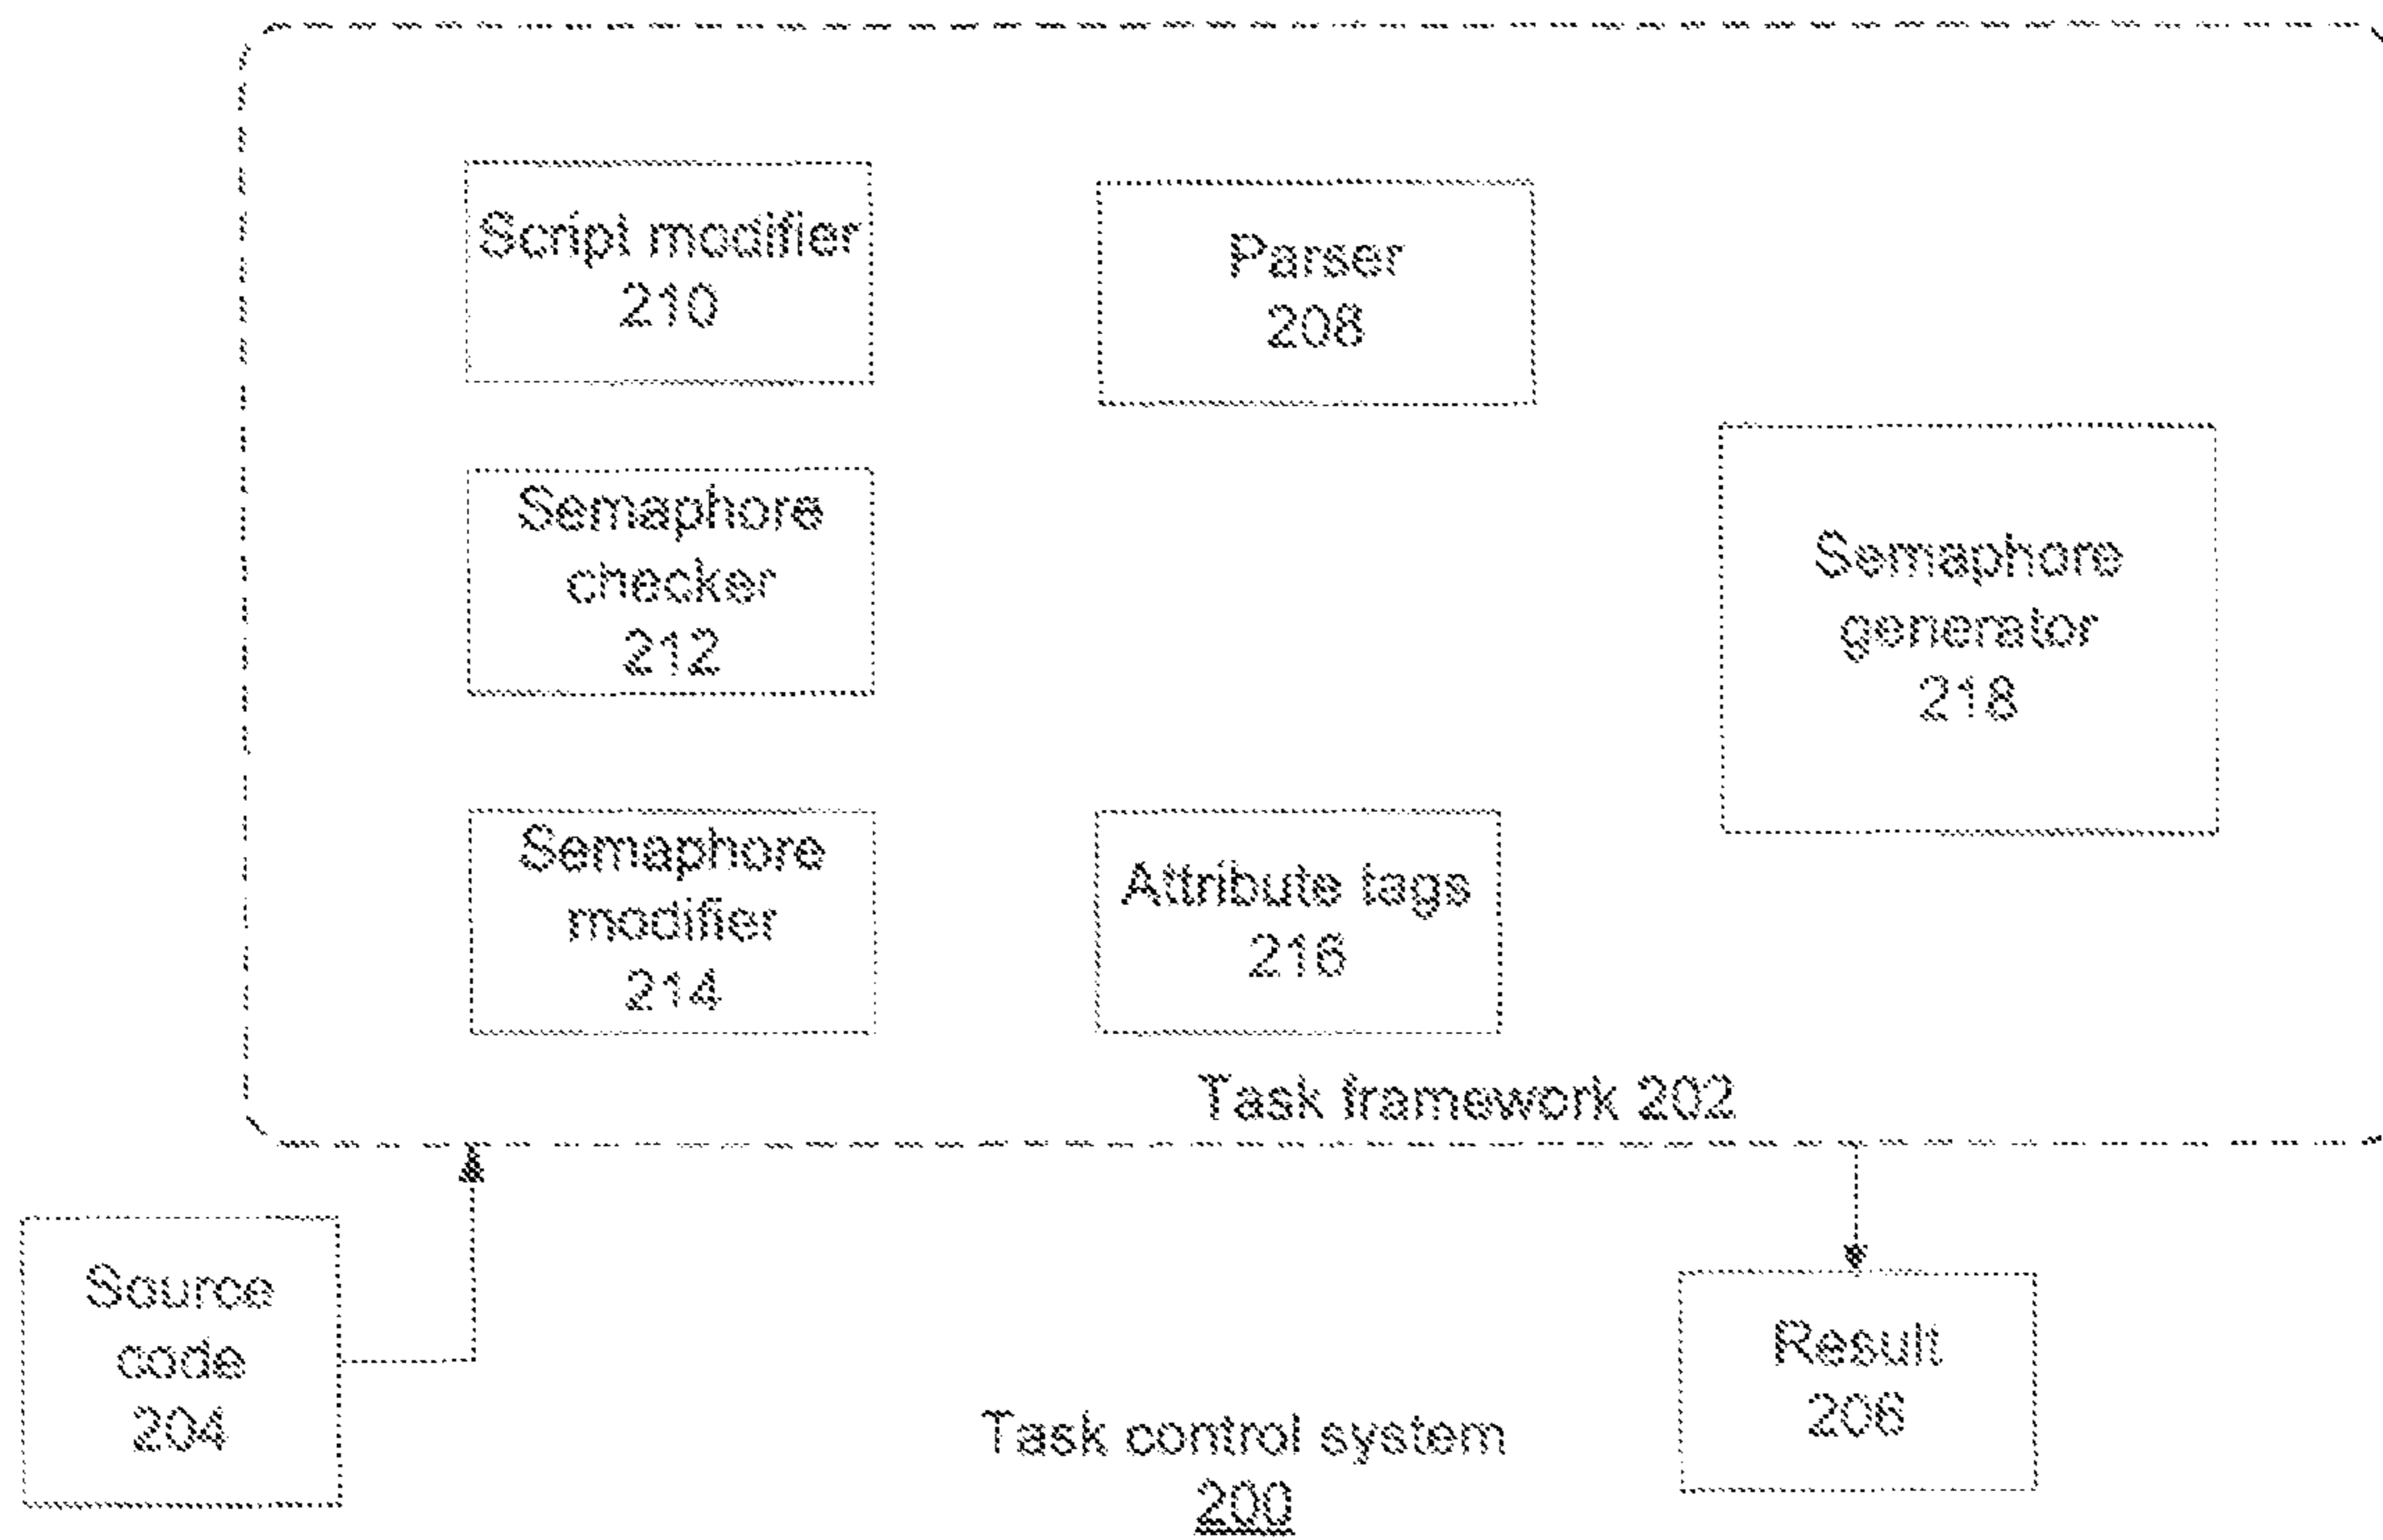 Script modifier
210
Parser
208
Semaphore
checker
212
Semaphore
generator
218
Semaphore
modifier
214
Attribute tags
216
Task framework 202
Source
code
204
Result
206
Task control system
200